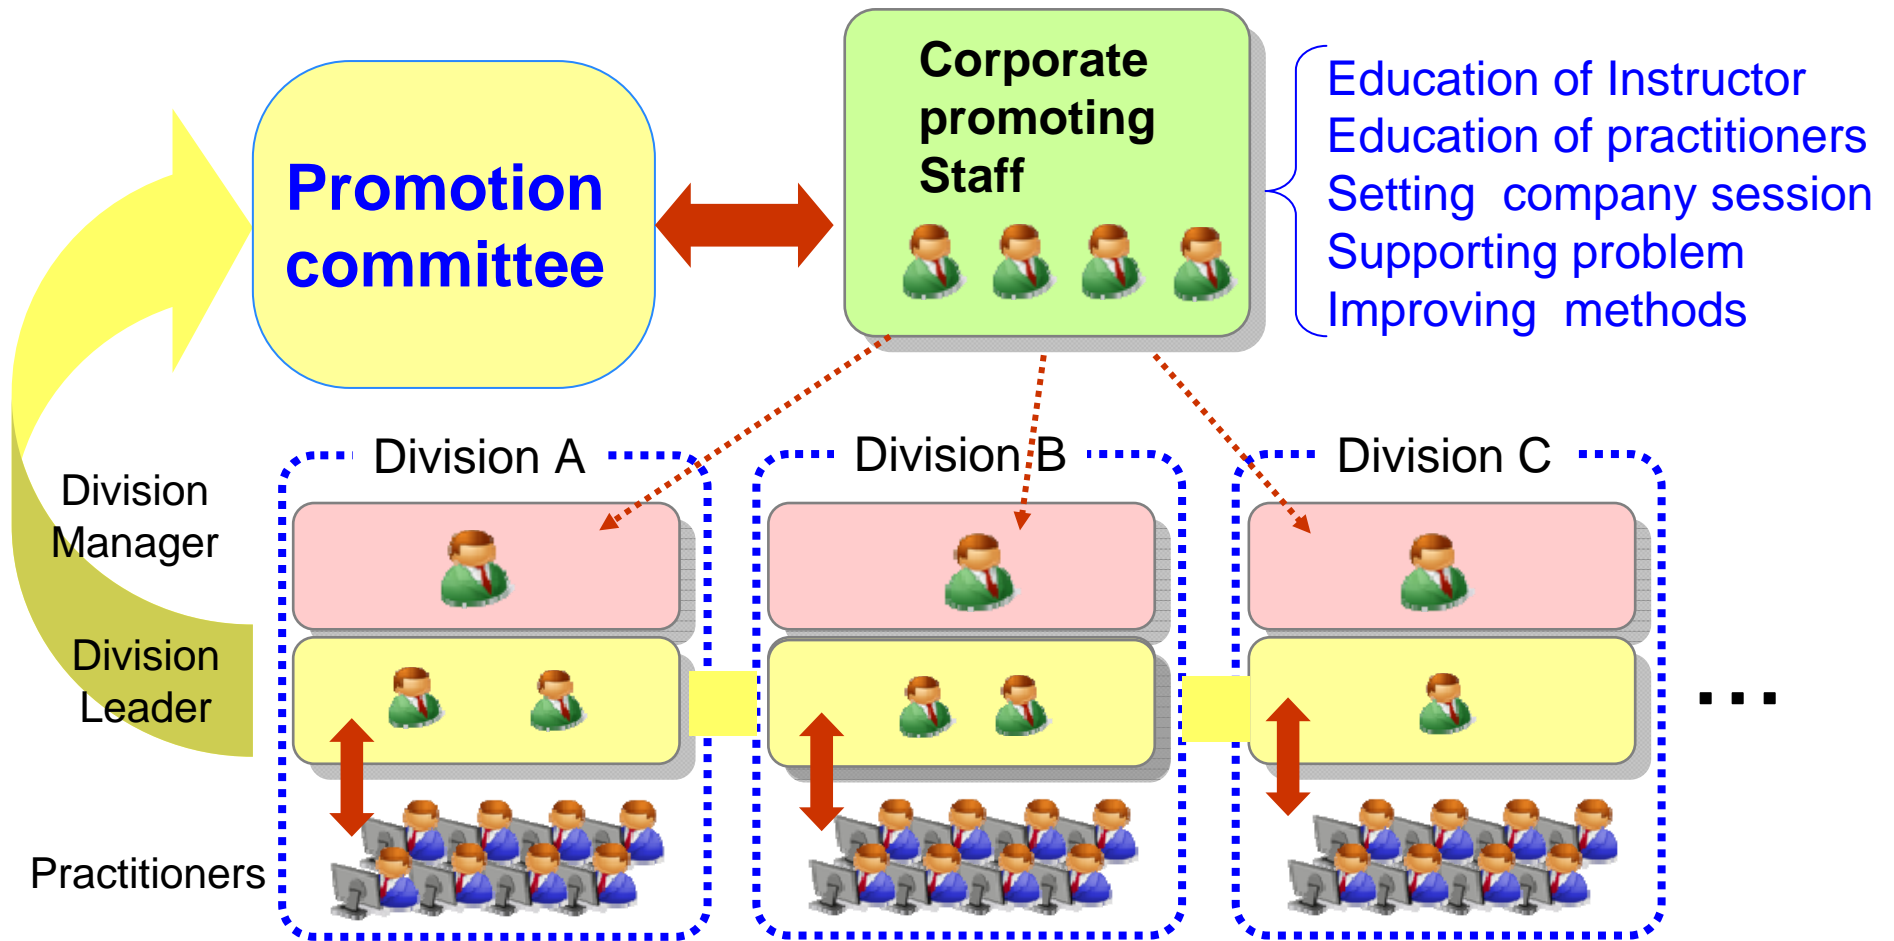 Corporate
promoting
Staff
Promotion
committee
Education of Instructor
Education of practitioners
Setting company session
Supporting problem
Improving methods
Division A
Division B
Division C
Division
Manager
Division
Leader
...
Practitioners